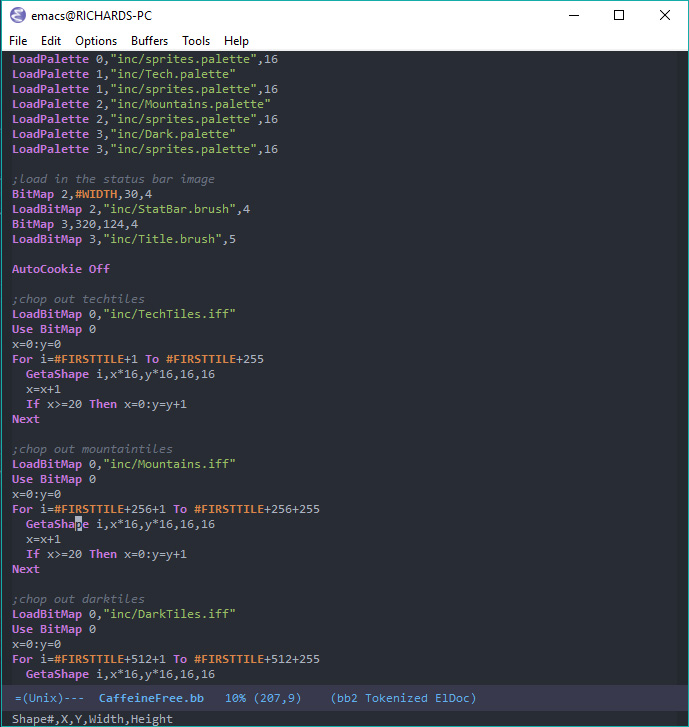 emacs@RICHARDS-PC
File Edit Options Buffers Tools Help
LoadPalette 0,"inc/sprites.palette",16
LoadPalette 1,"inc/Tech.palette"
LoadPalette 1,"inc/sprites.palette",16
LoadPalette 2,"inc/Mountains.palette"
LoadPalette 2,"inc/sprites.palette",16
LoadPalette 3,"inc/Dark.palette"
LoadPalette 3,"inc/sprites.palette",16

;load in the status bar image
BitMap 2,#WIDTH,30,4
LoadBitMap 2,"inc/StatBar.brush",4
BitMap 3,320,124,4
LoadBitMap 3,"inc/Title.brush",5

AutoCookie Off

;chop out techtiles
LoadBitMap 0,"inc/TechTiles.iff"
Use BitMap 0
x=0:y=0
For i=#FIRSTTILE+1 To #FIRSTTILE+255
  GetaShape i,x*16,y*16,16,16
  x=x+1
  If x>=20 Then x=0:y=y+1
Next

;chop out mountaintiles
LoadBitMap 0,"inc/Mountains.iff"
Use BitMap 0
x=0:y=0
For i=#FIRSTTILE+256+1 To #FIRSTTILE+256+255
  GetaShape i,x*16,y*16,16,16
  x=x+1
  If x>=20 Then x=0:y=y+1
Next

;chop out darktiles
LoadBitMap 0,"inc/DarkTiles.iff"
Use BitMap 0
x=0:y=0
For i=#FIRSTTILE+512+1 To #FIRSTTILE+512+255
  GetaShape i,x*16,y*16,16,16
=(Unix)--- CaffeineFree.bb 10% (207,9) (bb2 Tokenized ElDoc)
Shape#,X,Y,Width,Height